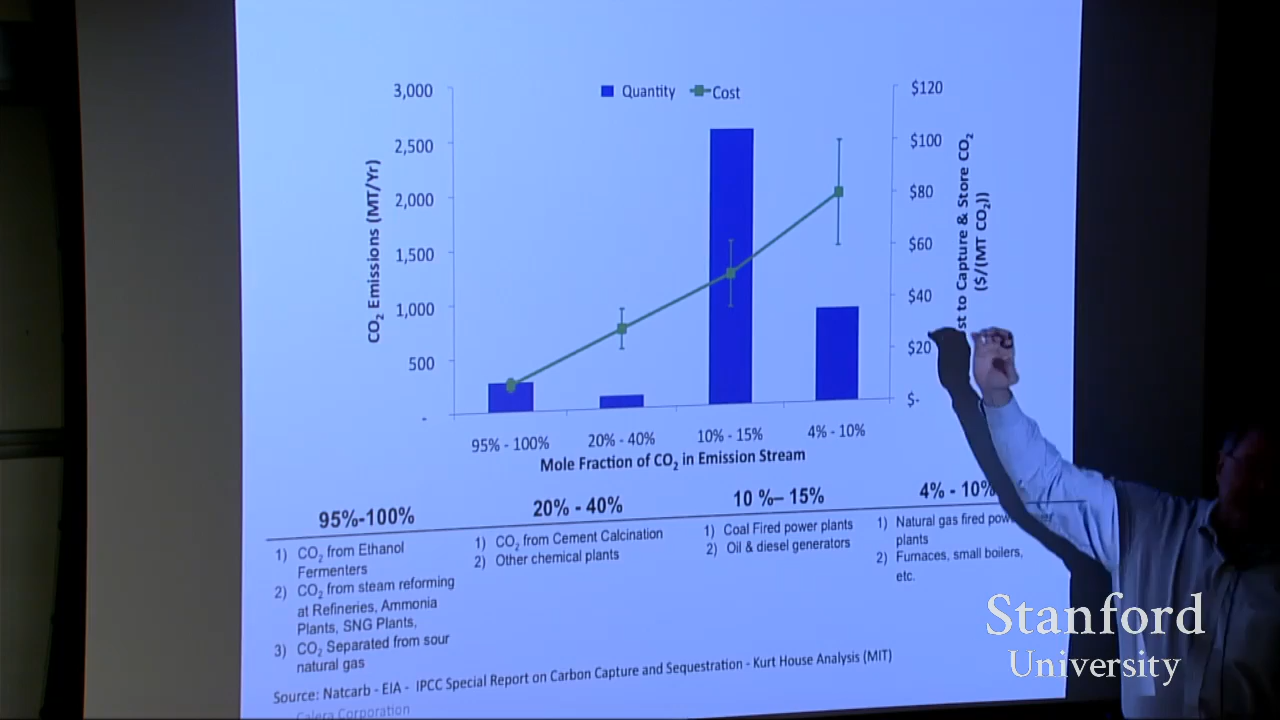 Quantity Cost
3,000
2,500
2,000
1,500
1,000
500
-
CO2 Emissions (MT/Yr)
$120
$100
$80
$60
$40
$20
$-
st to Capture & Store CO2
($/(MT CO2))
95% - 100% 20% - 40% 10% - 15% 4% - 10%
Mole Fraction of CO2 in Emission Stream
95%-100%
1) CO2 from Ethanol
Fermenters
2) CO2 from steam reforming
at Refineries, Ammonia
Plants, SNG Plants,
3) CO2 Separated from sour
natural gas
20% - 40%
1) CO2 from Cement Calcination
2) Other chemical plants
10 %– 15%
1) Coal Fired power plants
2) Oil & diesel generators
4% - 10%
1) Natural gas fired power
plants
2) Furnaces, small boilers,
etc.
Source: Natcarb - EIA - IPCC Special Report on Carbon Capture and Sequestration - Kurt House Analysis (MIT)
Calera Corporation
Stanford
University